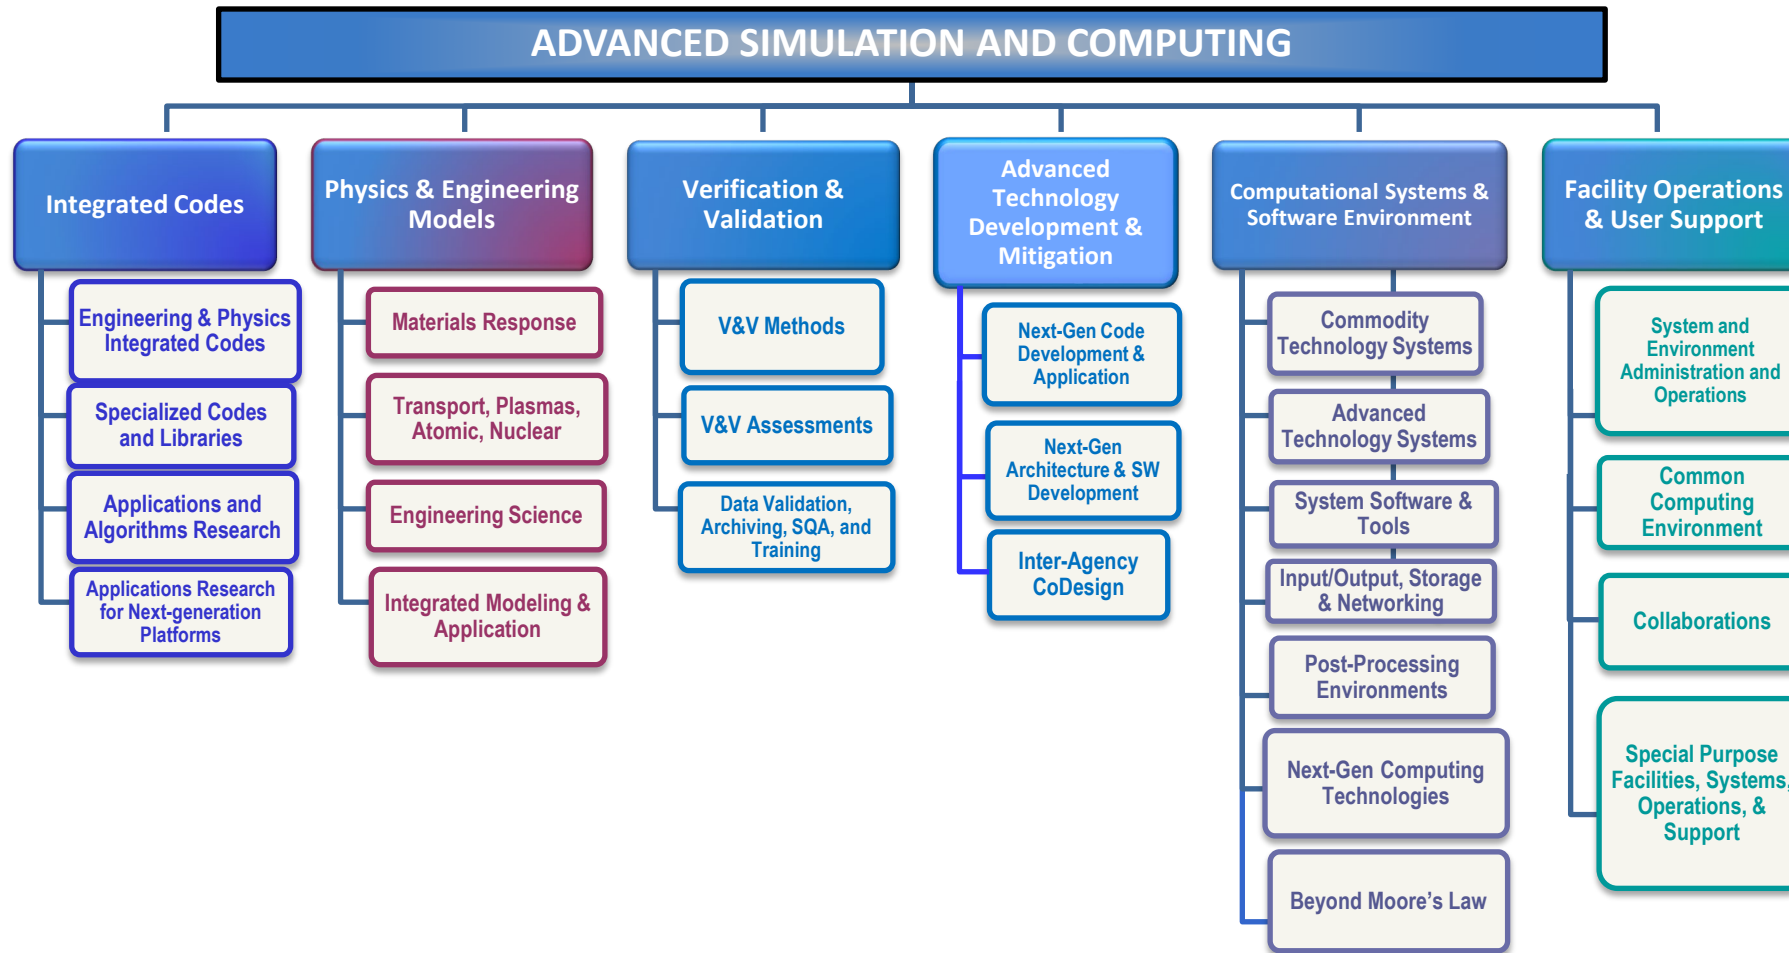 ADVANCED SIMULATION AND COMPUTING
Integrated Codes
Engineering & Physics
Integrated Codes
Specialized Codes
and Libraries
Applications and
Algorithms Research
Applications Research
for Next-generation
Platforms
Physics & Engineering
Models
Materials Response
Transport, Plasmas,
Atomic, Nuclear
Engineering Science
Integrated Modeling &
Application
Verification &
Validation
V&V Methods
V&V Assessments
Data Validation,
Archiving, SQA, and
Training
Advanced
Technology
Development &
Mitigation
Next-Gen Code
Development &
Application
Next-Gen
Architecture & SW
Development
Inter-Agency
CoDesign
Computational Systems &
Software Environment
Commodity
Technology Systems
Advanced
Technology Systems
System Software &
Tools
Input/Output, Storage
& Networking
Post-Processing
Environments
Next-Gen Computing
Technologies
Beyond Moore’s Law
Facility Operations
& User Support
System and
Environment
Administration and
Operations
Common
Computing
Environment
Collaborations
Special Purpose
Facilities, Systems,
Operations, &
Support